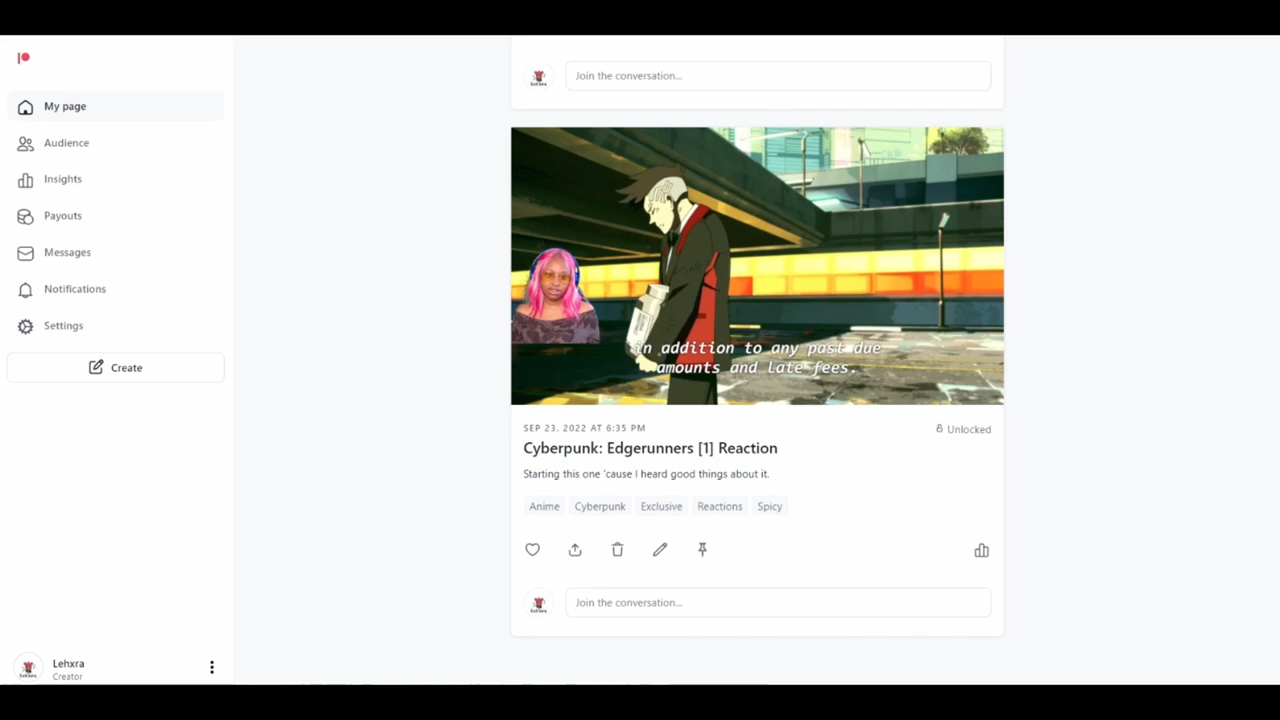 Join the conversation...
My page
Audience
Insights
Payouts
Messages
Notifications
Settings
Create
in addition to any past due
amounts and late fees.
SEP 23, 2022 AT 6:35 PM
Unlocked
Cyberpunk: Edgerunners [1] Reaction
Starting this one 'cause I heard good things about it.
Anime Cyberpunk Exclusive Reactions Spicy
Join the conversation...
Lehxra
Creator